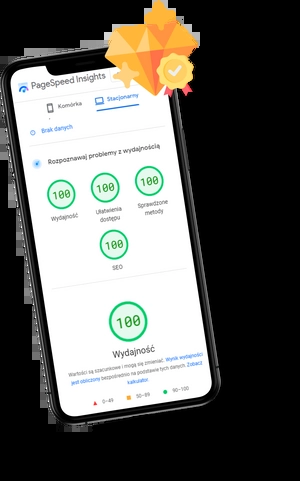 PageSpeed Insights
Komórka
Stacjonarny
Brak danych
Rozpoznawaj problemy z wydajnością
100
100
100
Wydajność
Ułatwienia
dostępu
Sprawdzone
metody
100
SEO
100
Wydajność
Wartości są szacunkowe i mogą się zmieniać. Wynik wydajności
jest obliczany bezpośrednio na podstawie tych danych. Zobacz
kalkulator.
0–49
50–89
90–100